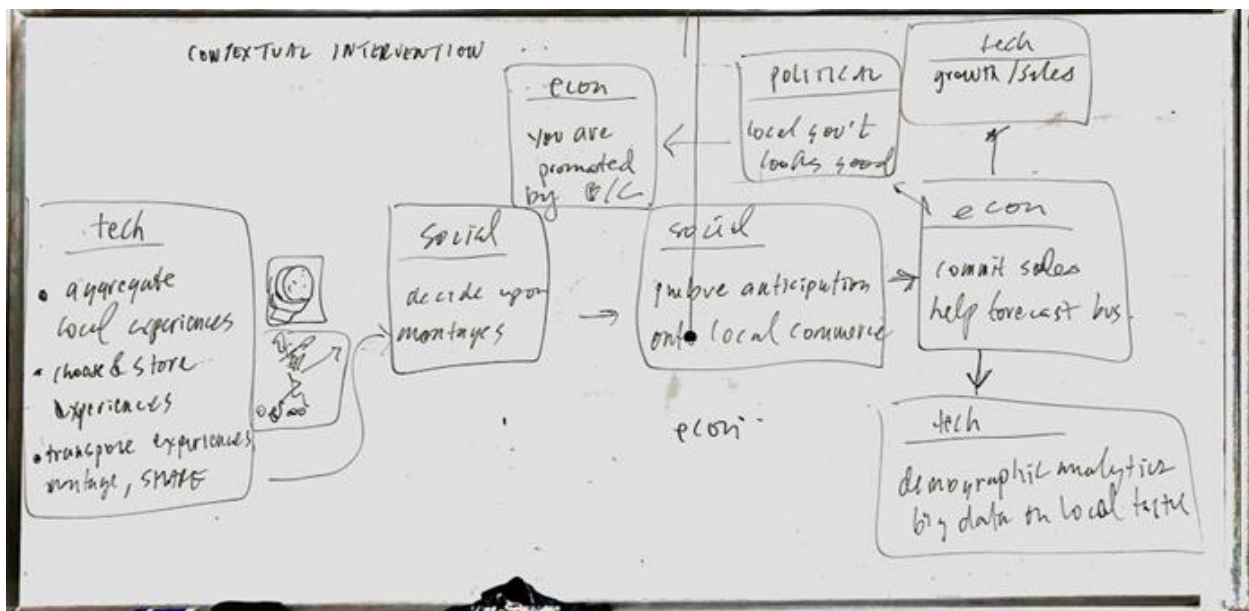 CONTEXTUAL INTERVENTION
tech
• aggregate
local experiences
• choose & store
experiences
• transpose experiences,
montage, SHARE
social
decide upon
montages
econ
you are
promoted
by
social
anticipation
onto local commerce
econ
POLITICAL
local gov't
looks good
tech
growth/sales
econ
commit sales
help forecast bus.
tech
demographic analytics
big data on local taste